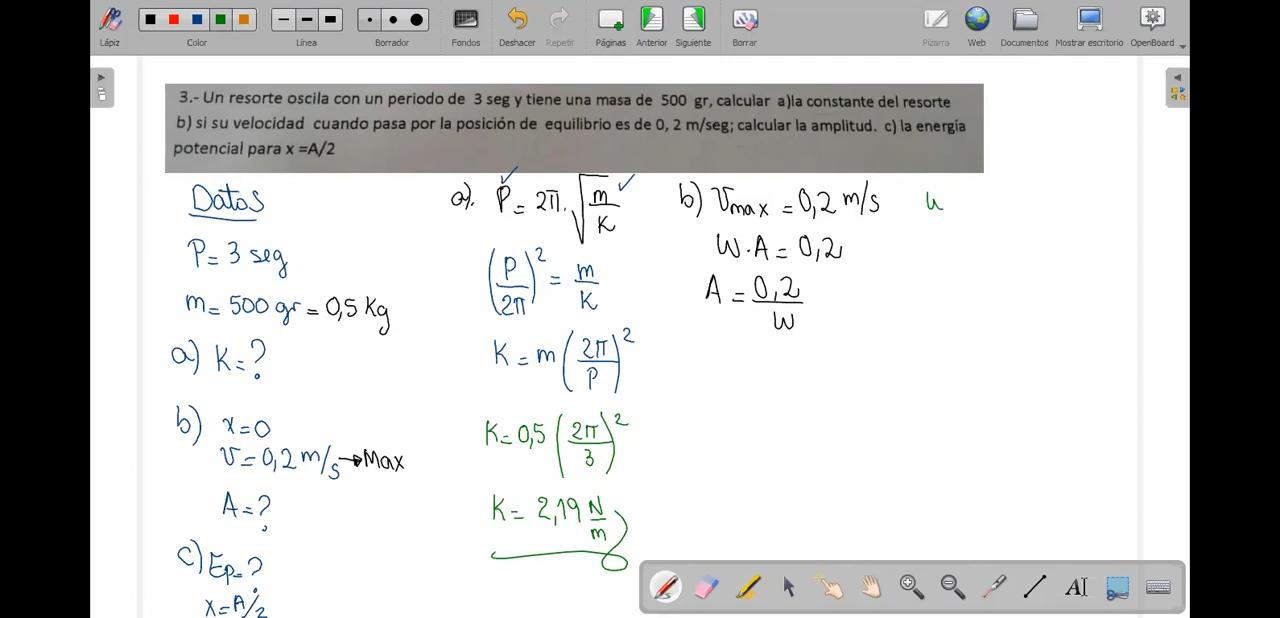 Lápiz
Color
Línea
Borrador
Fondos
Deshacer
Repetir
Páginas
Anterior
Siguiente
Borrar
Pizarra
Web
Documentos
Mostrar escritorio
OpenBoard
3.- Un resorte oscila con un periodo de 3 seg y tiene una masa de 500 gr, calcular a)la constante del resorte
b) si su velocidad cuando pasa por la posición de equilibrio es de 0, 2 m/seg; calcular la amplitud. c) la energía
potencial para x =A/2
Datos
P = 3 seg
m = 500 gr = 0,5 Kg
a) K = ?
b) x = 0
V = 0,2 m/s → Max
A = ?
c) Ep = ?
x = A/2
a). P = 2π.√(m/K)
(P/2π)² = m/K
K = m(2π/P)²
K = 0,5(2π/3)²
K = 2,19 N/m
b) Vmax = 0,2 m/s
W.A = 0,2
A = 0,2/W
AI